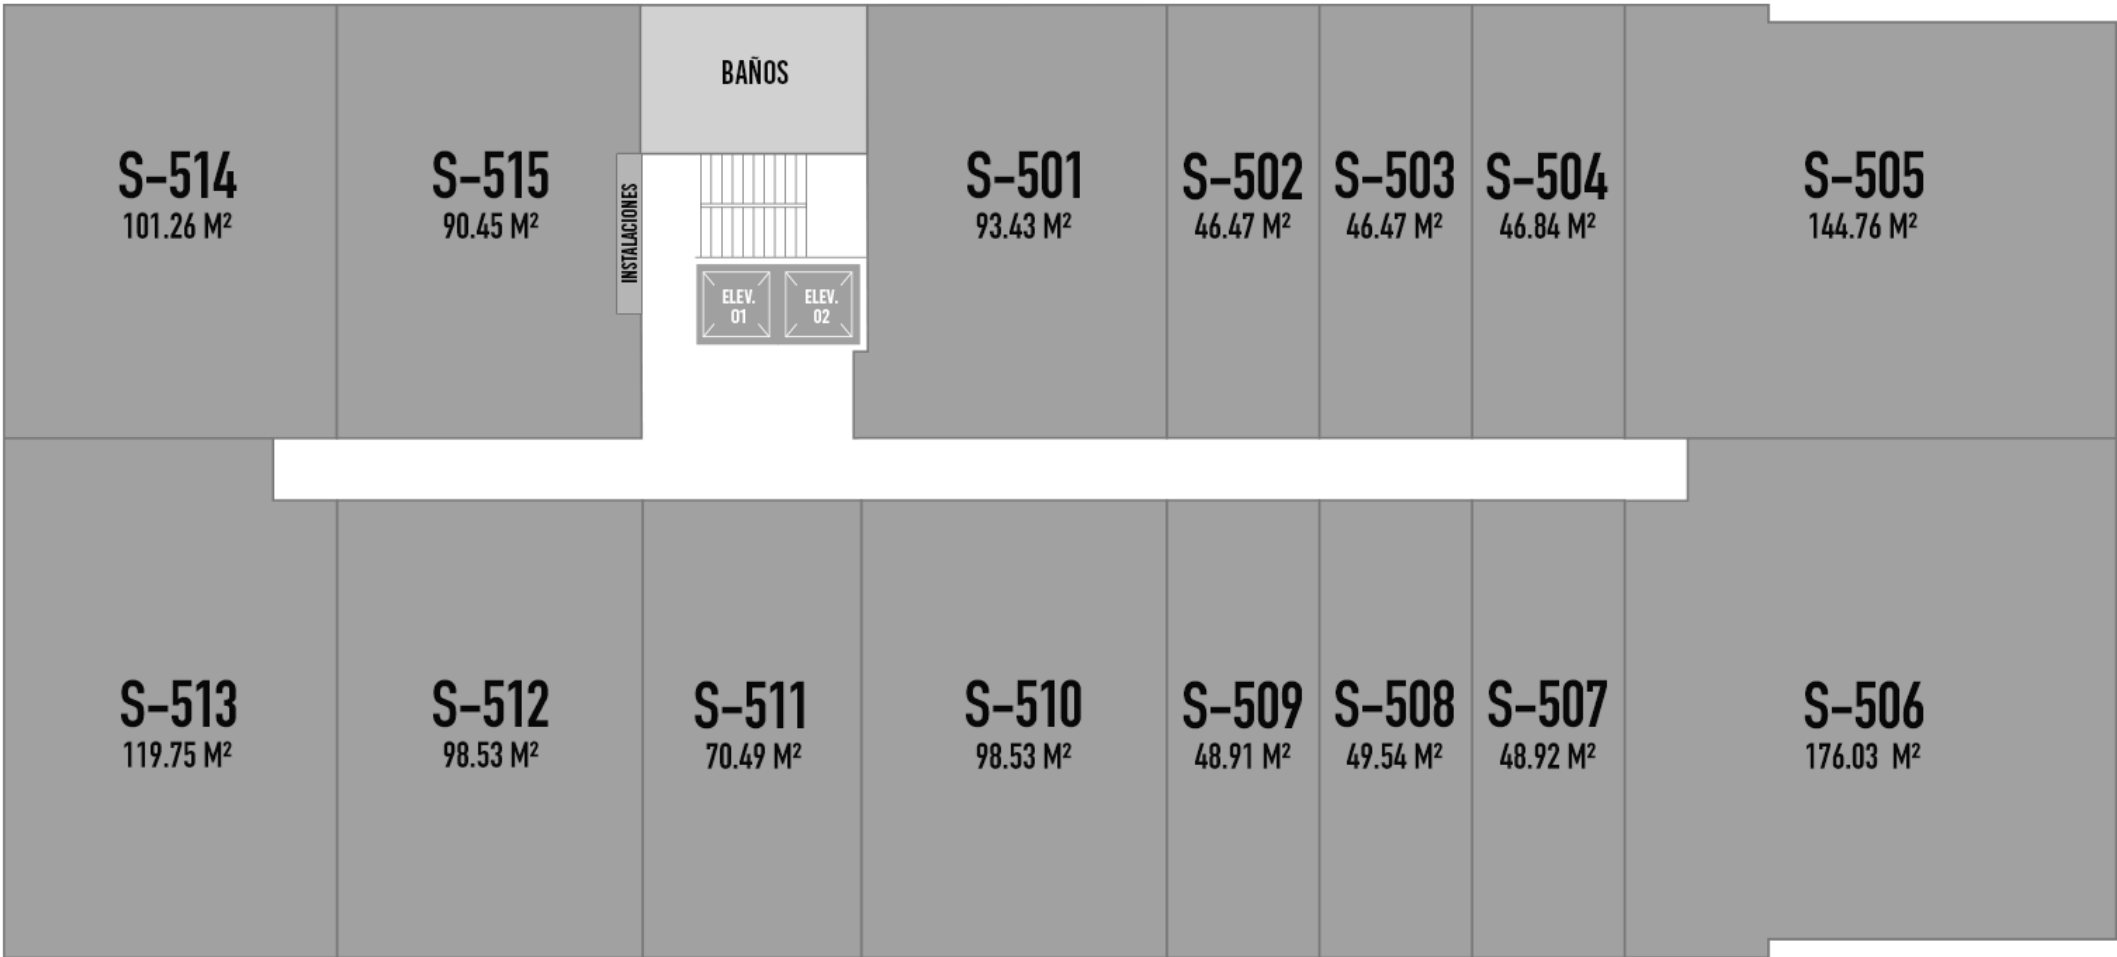 BAÑOS
S-514
101.26 M²
S-515
90.45 M²
INSTALACIONES
ELEV.
01
ELEV.
02
S-501
93.43 M²
S-502
46.47 M²
S-503
46.47 M²
S-504
46.84 M²
S-505
144.76 M²
S-513
119.75 M²
S-512
98.53 M²
S-511
70.49 M²
S-510
98.53 M²
S-509
48.91 M²
S-508
49.54 M²
S-507
48.92 M²
S-506
176.03 M²